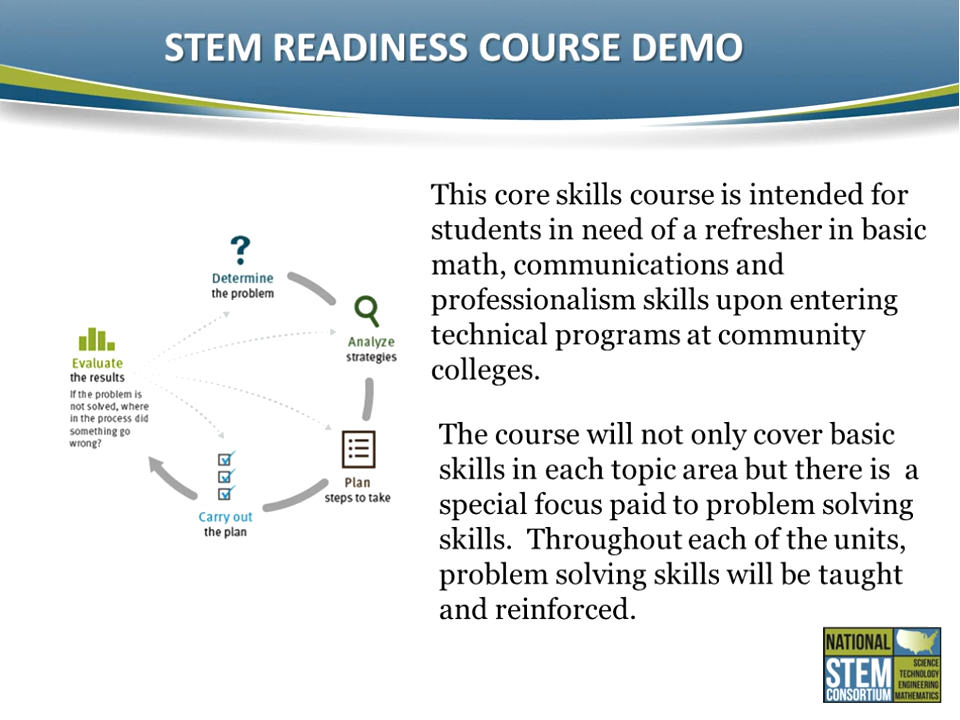 STEM READINESS COURSE DEMO
This core skills course is intended for
students in need of a refresher in basic
math, communications and
professionalism skills upon entering
technical programs at community
colleges.
The course will not only cover basic
skills in each topic area but there is  a
special focus paid to problem solving
skills.  Throughout each of the units,
problem solving skills will be taught
and reinforced.
?
Determine
the problem
Analyze
strategies
Plan
steps to take
Carry out
the plan
Evaluate
the results
If the problem is
not solved, where
in the process did
something go
wrong?
NATIONAL
STEM
CONSORTIUM
SCIENCE
TECHNOLOGY
ENGINEERING
MATHEMATICS